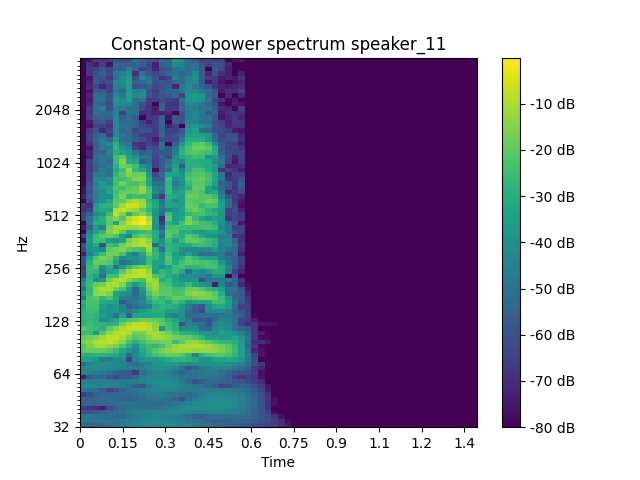 Constant-Q power spectrum speaker_11
Hz
2048
1024
512
256
128
64
32
0 0.15 0.3 0.45 0.6 0.75 0.9 1.1 1.2 1.4
Time
-10 dB
-20 dB
-30 dB
-40 dB
-50 dB
-60 dB
-70 dB
-80 dB